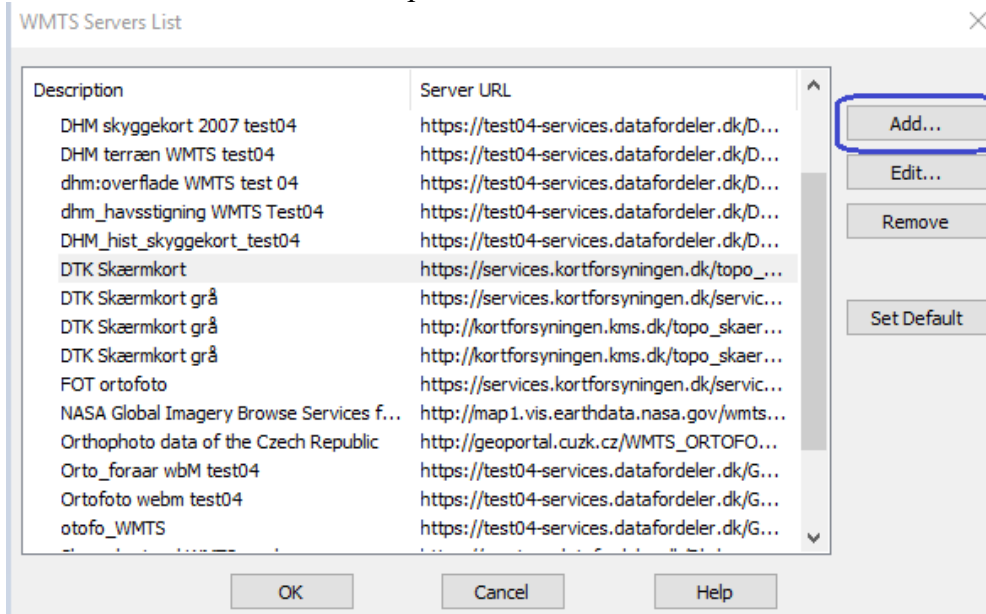 WMTS Servers List
Description Server URL
DHM skyggekort 2007 test04 https://test04-services.datafordeler.dk/D...
Add...
DHM terræn WMTS test04 https://test04-services.datafordeler.dk/D...
dhm:overflade WMTS test 04 https://test04-services.datafordeler.dk/D...
Edit...
dhm_havsstigning WMTS Test04 https://test04-services.datafordeler.dk/D...
Remove
DHM_hist_skyggekort_test04 https://test04-services.datafordeler.dk/D...
DTK Skærmkort https://services.kortforsyningen.dk/topo_...
DTK Skærmkort grå https://services.kortforsyningen.dk/servic...
Set Default
DTK Skærmkort grå http://kortforsyningen.kms.dk/topo_skaer...
DTK Skærmkort grå http://kortforsyningen.kms.dk/topo_skaer...
FOT ortofoto https://services.kortforsyningen.dk/servic...
NASA Global Imagery Browse Services f... http://map1.vis.earthdata.nasa.gov/wmts...
Orthophoto data of the Czech Republic http://geoportal.cuzk.cz/WMTS_ORTOFO...
Orto_foraar wbM test04 https://test04-services.datafordeler.dk/G...
Ortofoto webm test04 https://test04-services.datafordeler.dk/G...
otofo_WMTS https://test04-services.datafordeler.dk/G...
OK Cancel Help